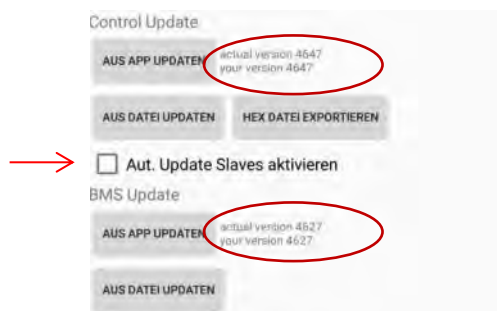 Control Update
AUS APP UPDATEN
actual version 4647
your version 4647
AUS DATEI UPDATEN HEX DATEI EXPORTIEREN
Aut. Update Slaves aktivieren
BMS Update
AUS APP UPDATEN
actual version 4627
your version 4627
AUS DATEI UPDATEN